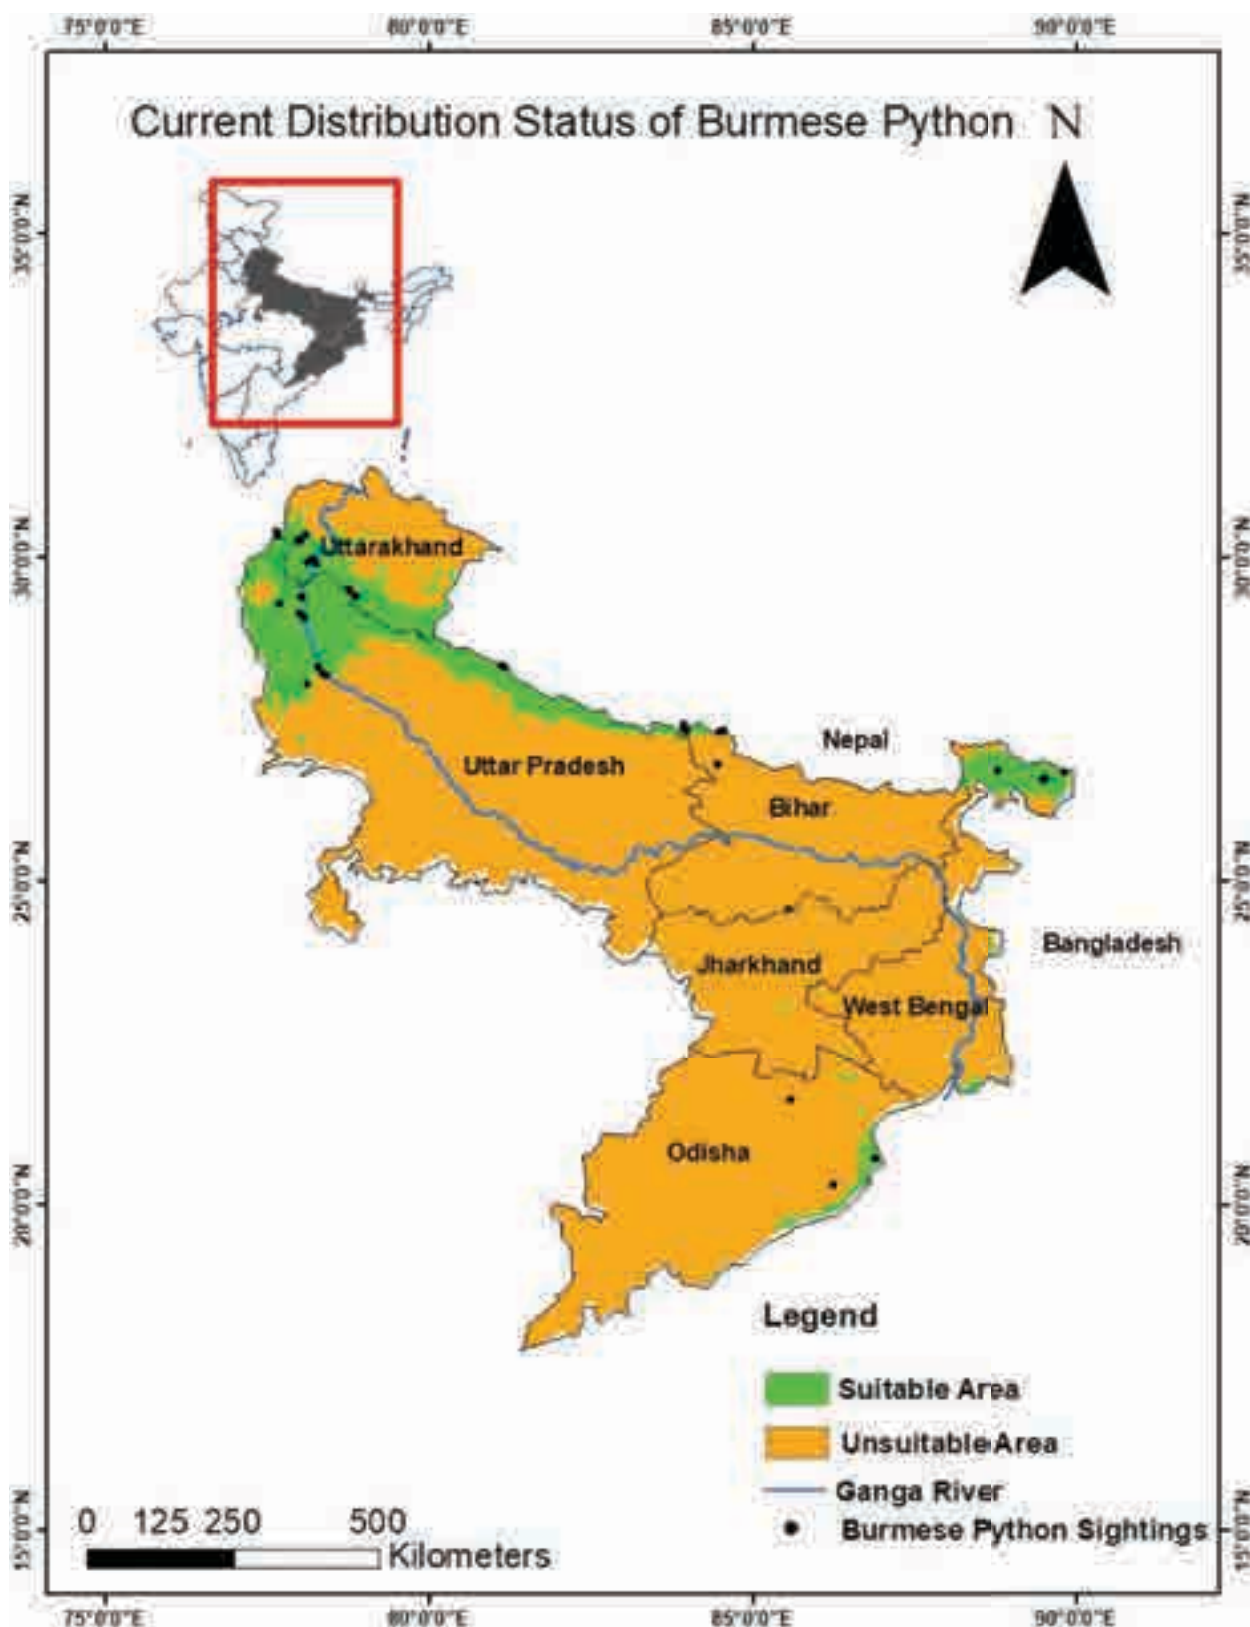 75°0'0"E 80°0'0"E 85°0'0"E 90°0'0"E
Current Distribution Status of Burmese Python N
35°0'0"N 35°0'0"N
Uttarakhand
30°0'0"N 30°0'0"N
Nepal
Uttar Pradesh
Bihar
25°0'0"N 25°0'0"N
Bangladesh
Jharkhand
West Bengal
Odisha
20°0'0"N 20°0'0"N
Legend
Suitable Area
Unsuitable Area
Ganga River
Burmese Python Sightings
0 125 250 500
Kilometers
15°0'0"N 15°0'0"N
75°0'0"E 80°0'0"E 85°0'0"E 90°0'0"E